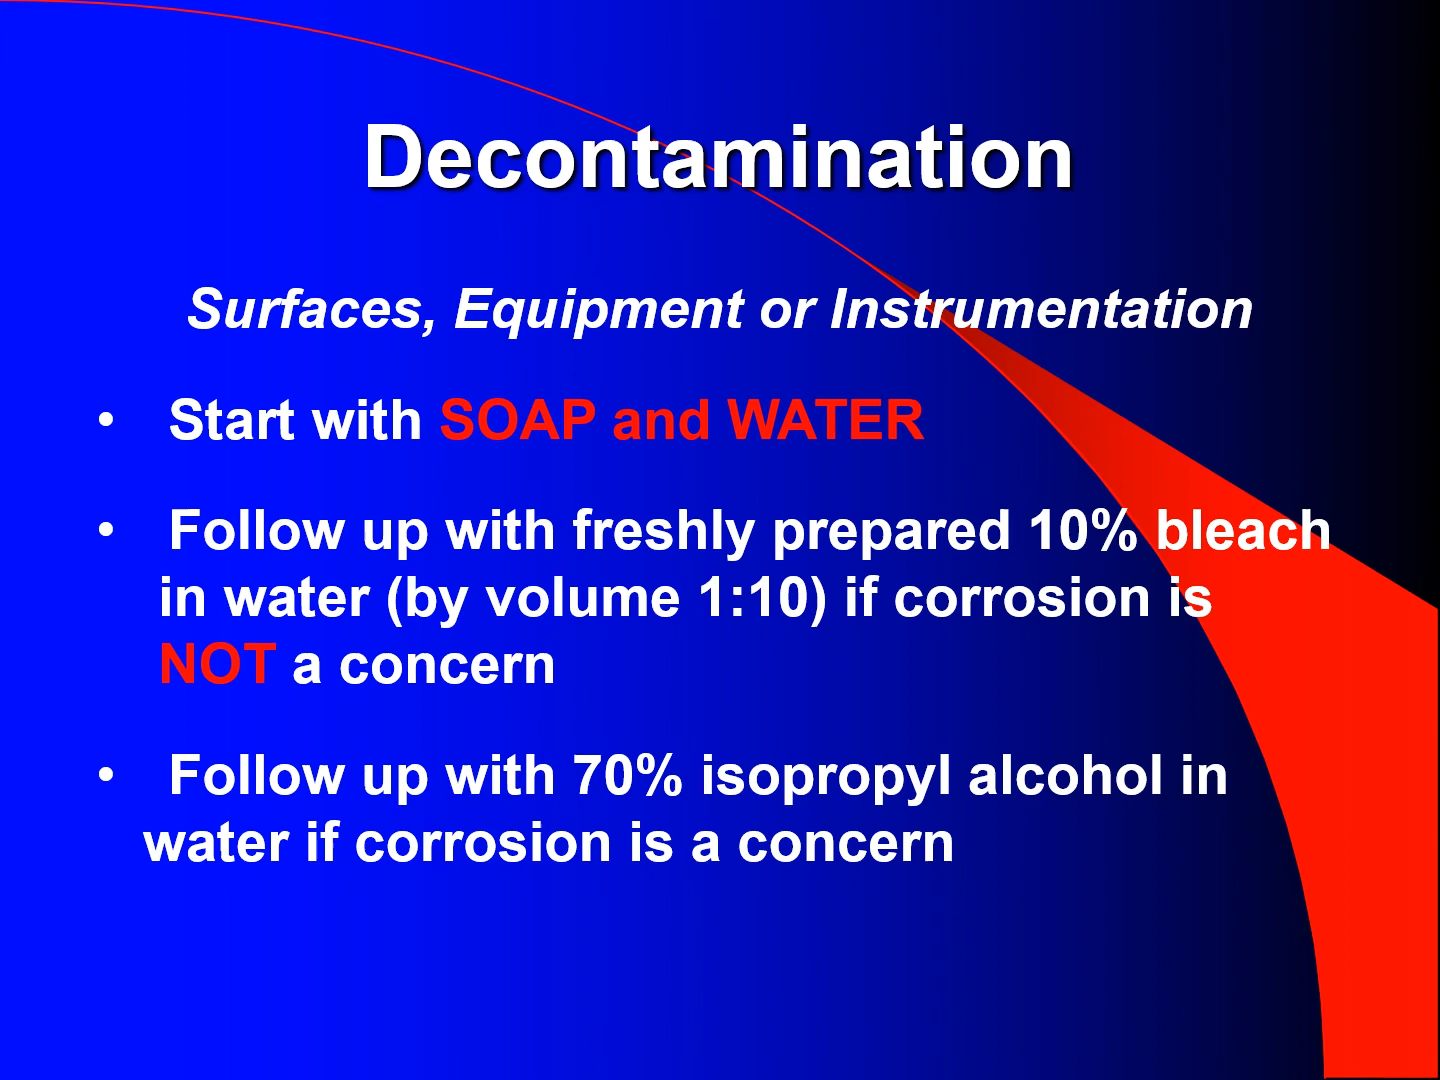 Decontamination
Surfaces, Equipment or Instrumentation
• Start with SOAP and WATER
• Follow up with freshly prepared 10% bleach
in water (by volume 1:10) if corrosion is
NOT a concern
• Follow up with 70% isopropyl alcohol in
water if corrosion is a concern